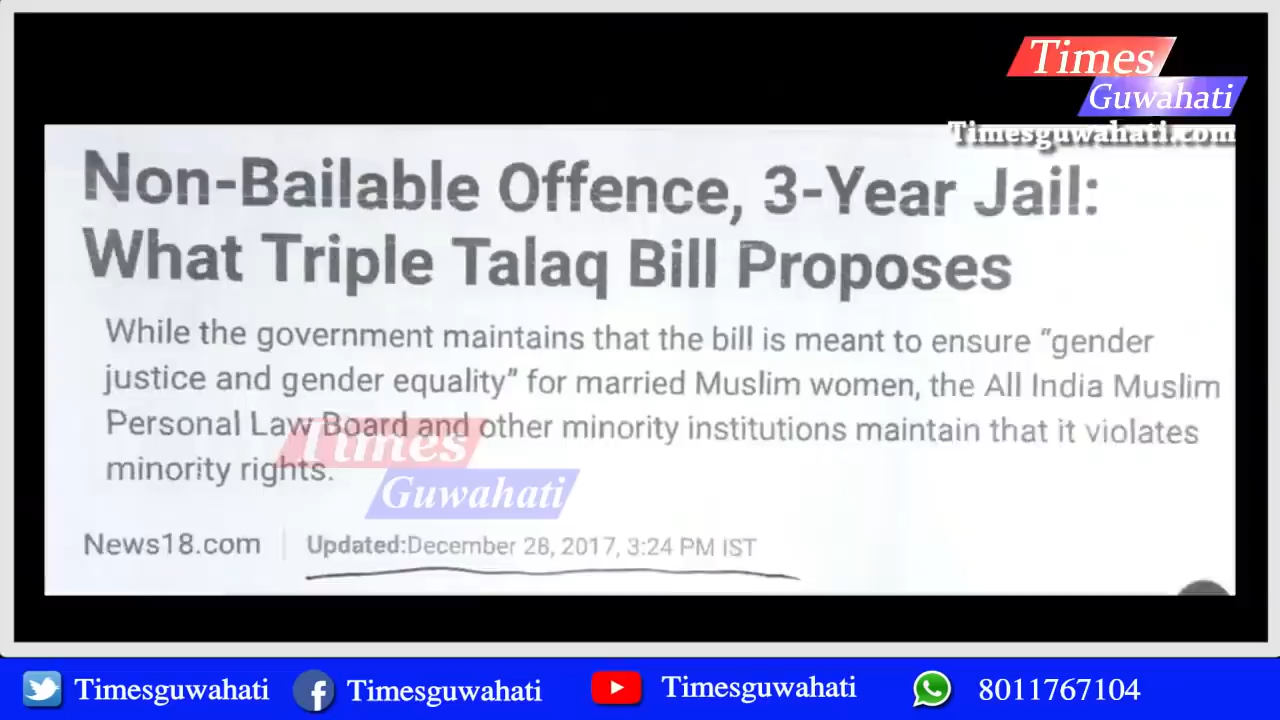 Times
Guwahati
Timesguwahati.com
Non-Bailable Offence, 3-Year Jail:
What Triple Talaq Bill Proposes
While the government maintains that the bill is meant to ensure “gender
justice and gender equality” for married Muslim women, the All India Muslim
Personal Law Board and other minority institutions maintain that it violates
minority rights.
Times
Guwahati
News18.com
Updated:December 28, 2017, 3:24 PM IST
Timesguwahati
Timesguwahati
Timesguwahati
8011767104